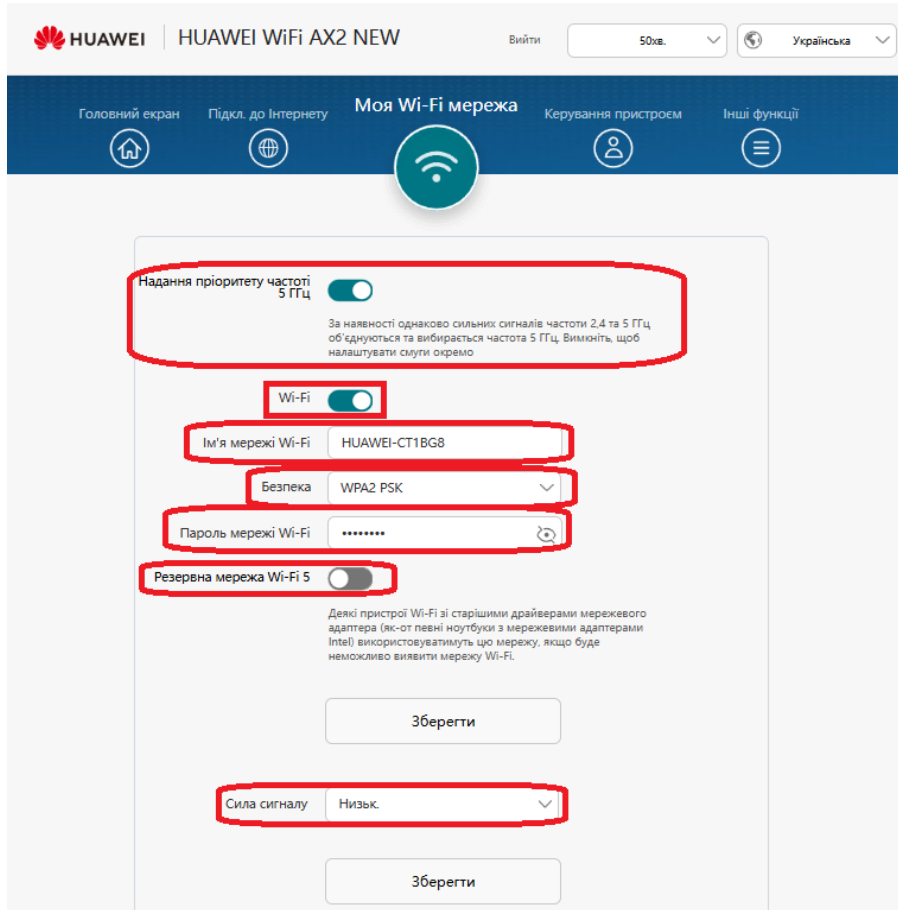 HUAWEI HUAWEI WiFi AX2 NEW Вийти 50хв. Українська
Головний екран Підкл. до Інтернету Моя Wi-Fi мережа Керування пристроєм Інші функції
Надання пріоритету частоті
5 ГГц
За наявності однаково сильних сигналів частоти 2,4 та 5 ГГц
об'єднуються та вибирається частота 5 ГГц. Вимкніть, щоб
налаштувати смуги окремо
Wi-Fi
Ім'я мережі Wi-Fi HUAWEI-CT1BG8
Безпека WPA2 PSK
Пароль мережі Wi-Fi ••••••••
Резервна мережа Wi-Fi 5
Деякі пристрої Wi-Fi зі старішими драйверами мережевого
адаптера (як-от певні ноутбуки з мережевими адаптерами
Intel) використовуватимуть цю мережу, якщо буде
неможливо виявити мережу Wi-Fi.
Зберегти
Сила сигналу Низьк.
Зберегти